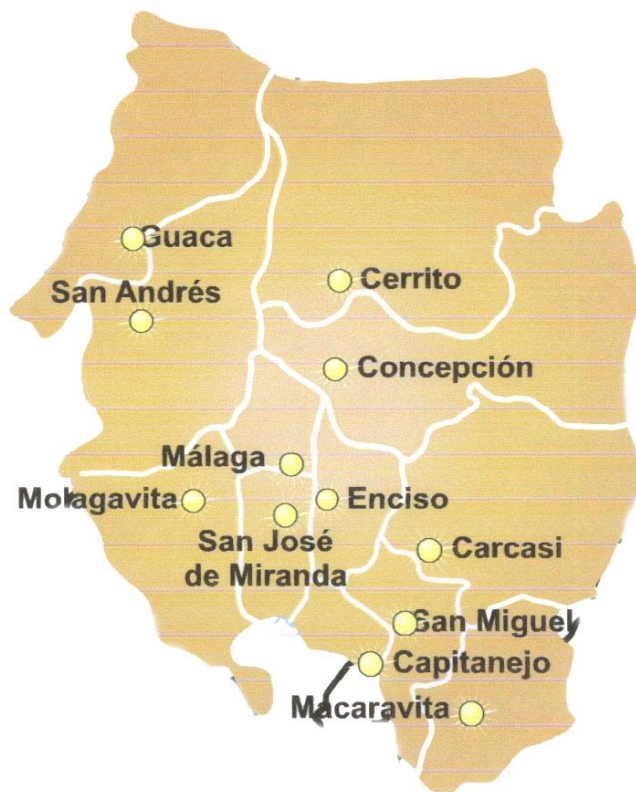 Guaca
San Andrés
Cerrito
Concepción
Málaga
Molagavita
Enciso
San José
de Miranda
Carcasi
San Miguel
Capitanejo
Macaravita